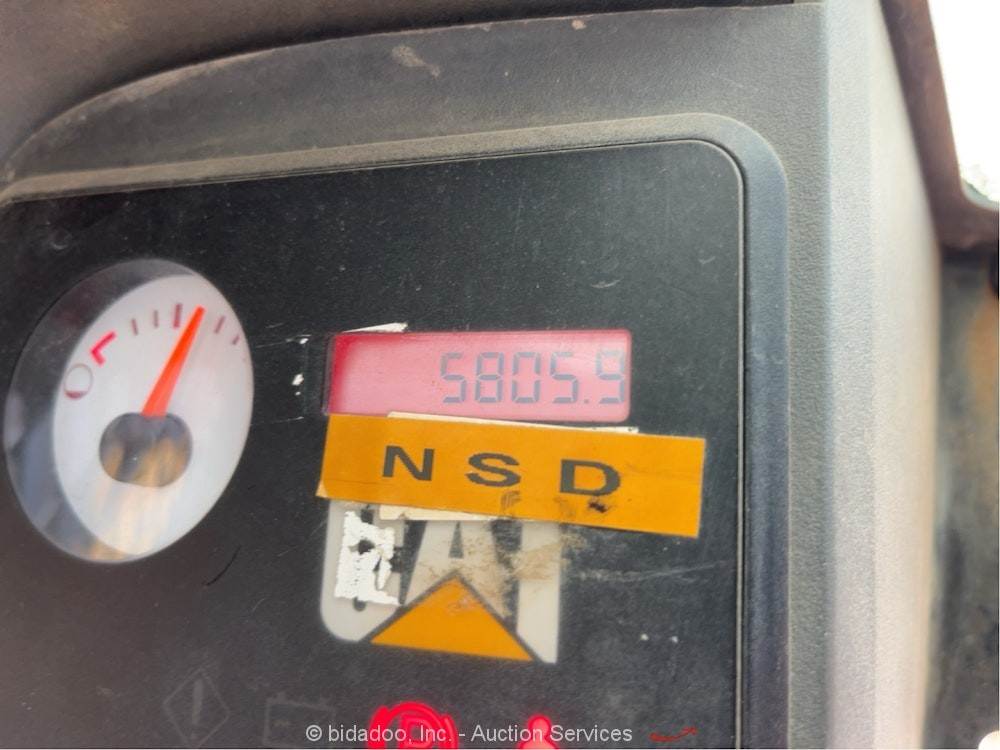 5805.9
NSD
CAT
© bidadoo, Inc. - Auction Services